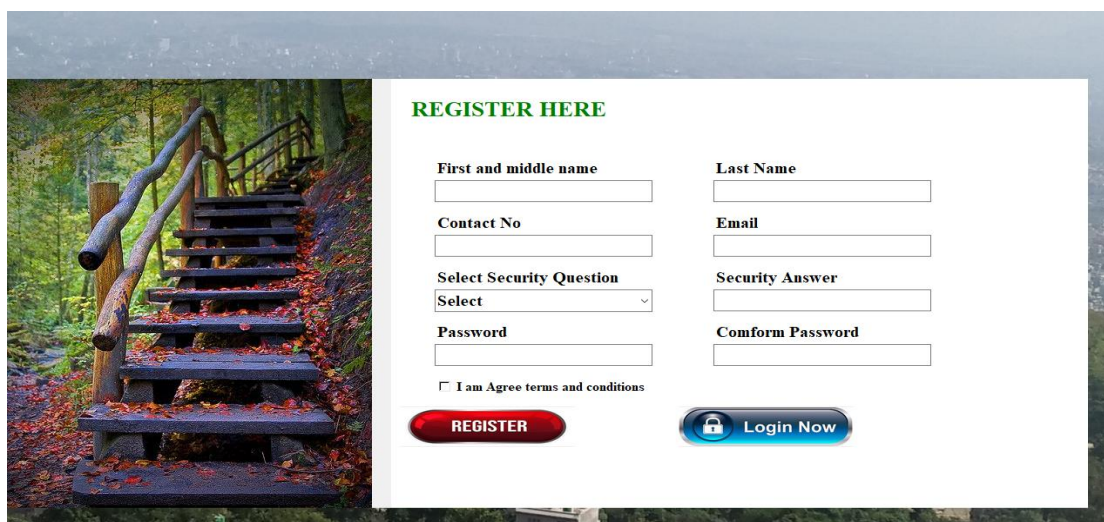 REGISTER HERE
First and middle name
Last Name
Contact No
Email
Select Security Question
Security Answer
Select
Password
Comform Password
I am Agree terms and conditions
REGISTER
Login Now